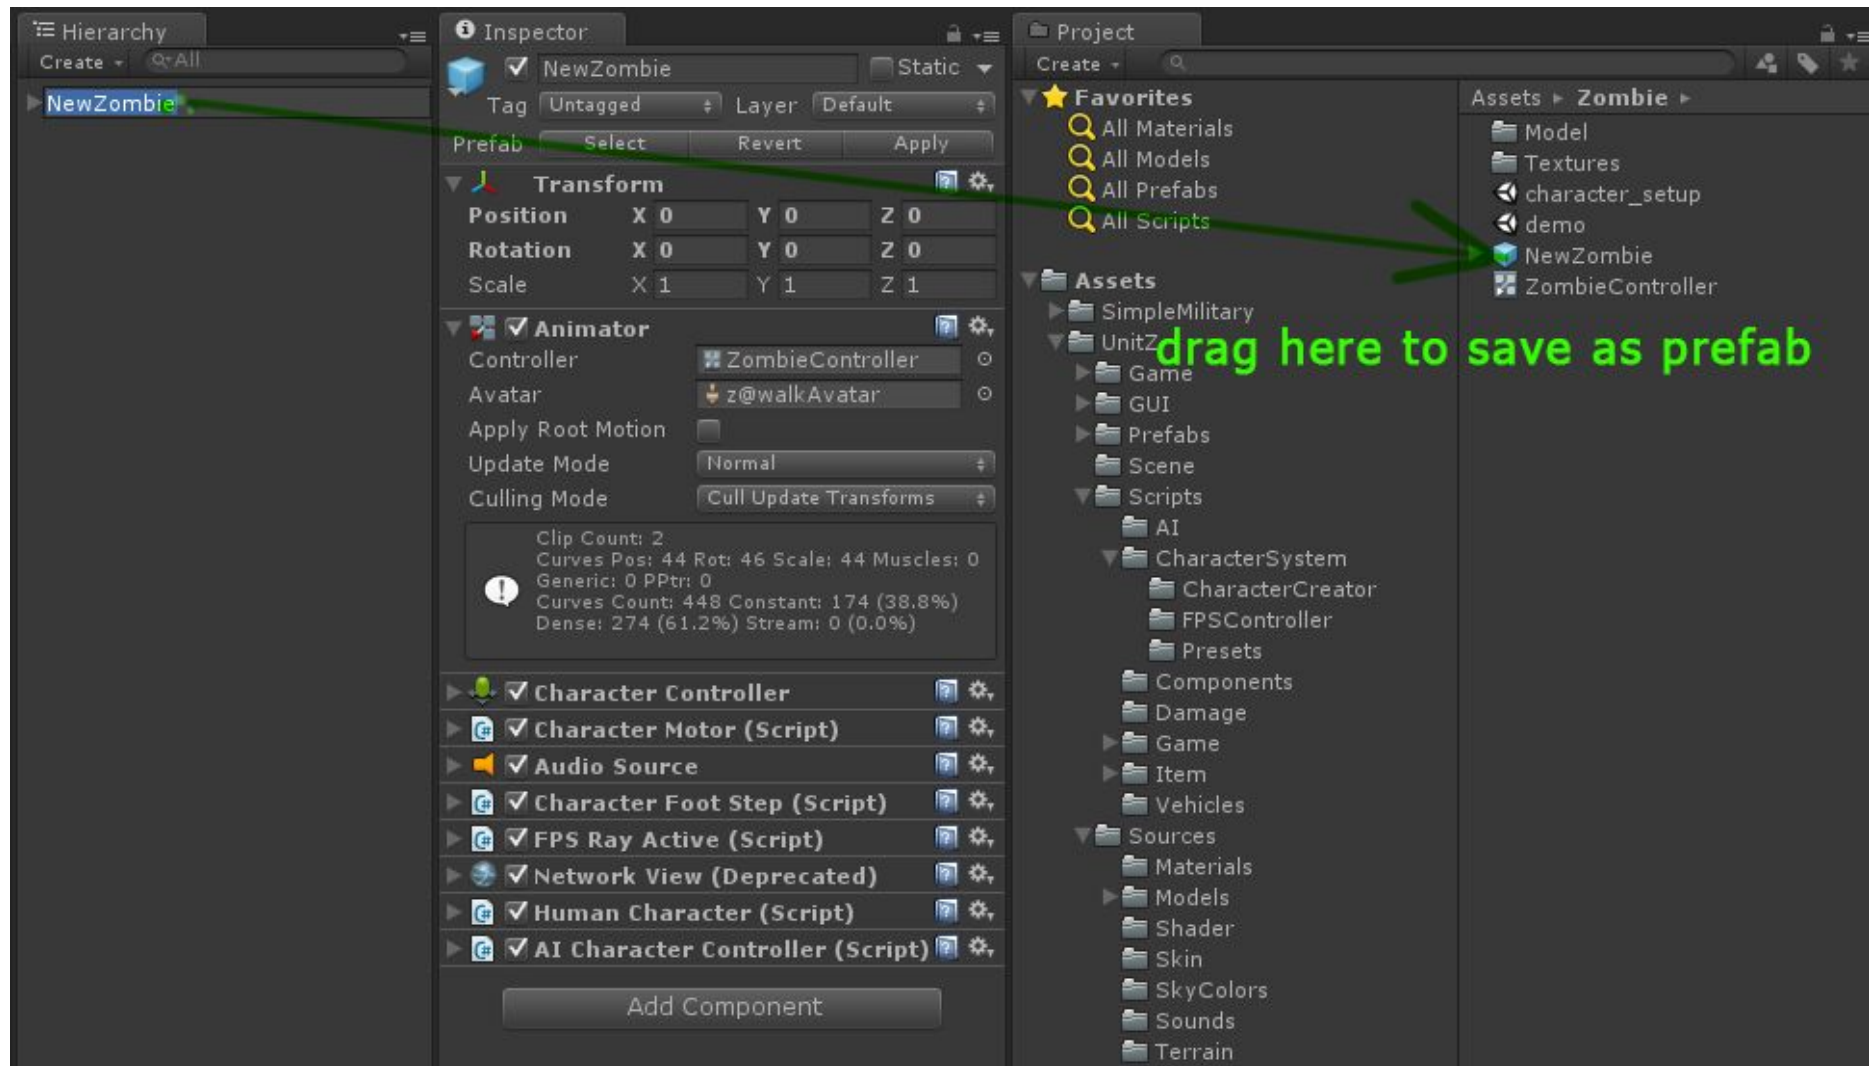 Hierarchy
Create
All
NewZombie
Inspector
NewZombie
Static
Tag Untagged Layer Default
Prefab Select Revert Apply
Transform
Position X 0 Y 0 Z 0
Rotation X 0 Y 0 Z 0
Scale X 1 Y 1 Z 1
Animator
Controller ZombieController
Avatar z@walkAvatar
Apply Root Motion
Update Mode Normal
Culling Mode Cull Update Transforms
Clip Count: 2
Curves Pos: 44 Rot: 46 Scale: 44 Muscles: 0
Generic: 0 PPtr: 0
Curves Count: 448 Constant: 174 (38.8%)
Dense: 274 (61.2%) Stream: 0 (0.0%)
Character Controller
Character Motor (Script)
Audio Source
Character Foot Step (Script)
FPS Ray Active (Script)
Network View (Deprecated)
Human Character (Script)
AI Character Controller (Script)
Add Component
Project
Create
Favorites
All Materials
All Models
All Prefabs
All Scripts
Assets
SimpleMilitary
UnitZ
Game
GUI
Prefabs
Scene
Scripts
AI
CharacterSystem
CharacterCreator
FPSController
Presets
Components
Damage
Game
Item
Vehicles
Sources
Materials
Models
Shader
Skin
SkyColors
Sounds
Terrain
Assets Zombie
Model
Textures
character_setup
demo
NewZombie
ZombieController
drag here to save as prefab